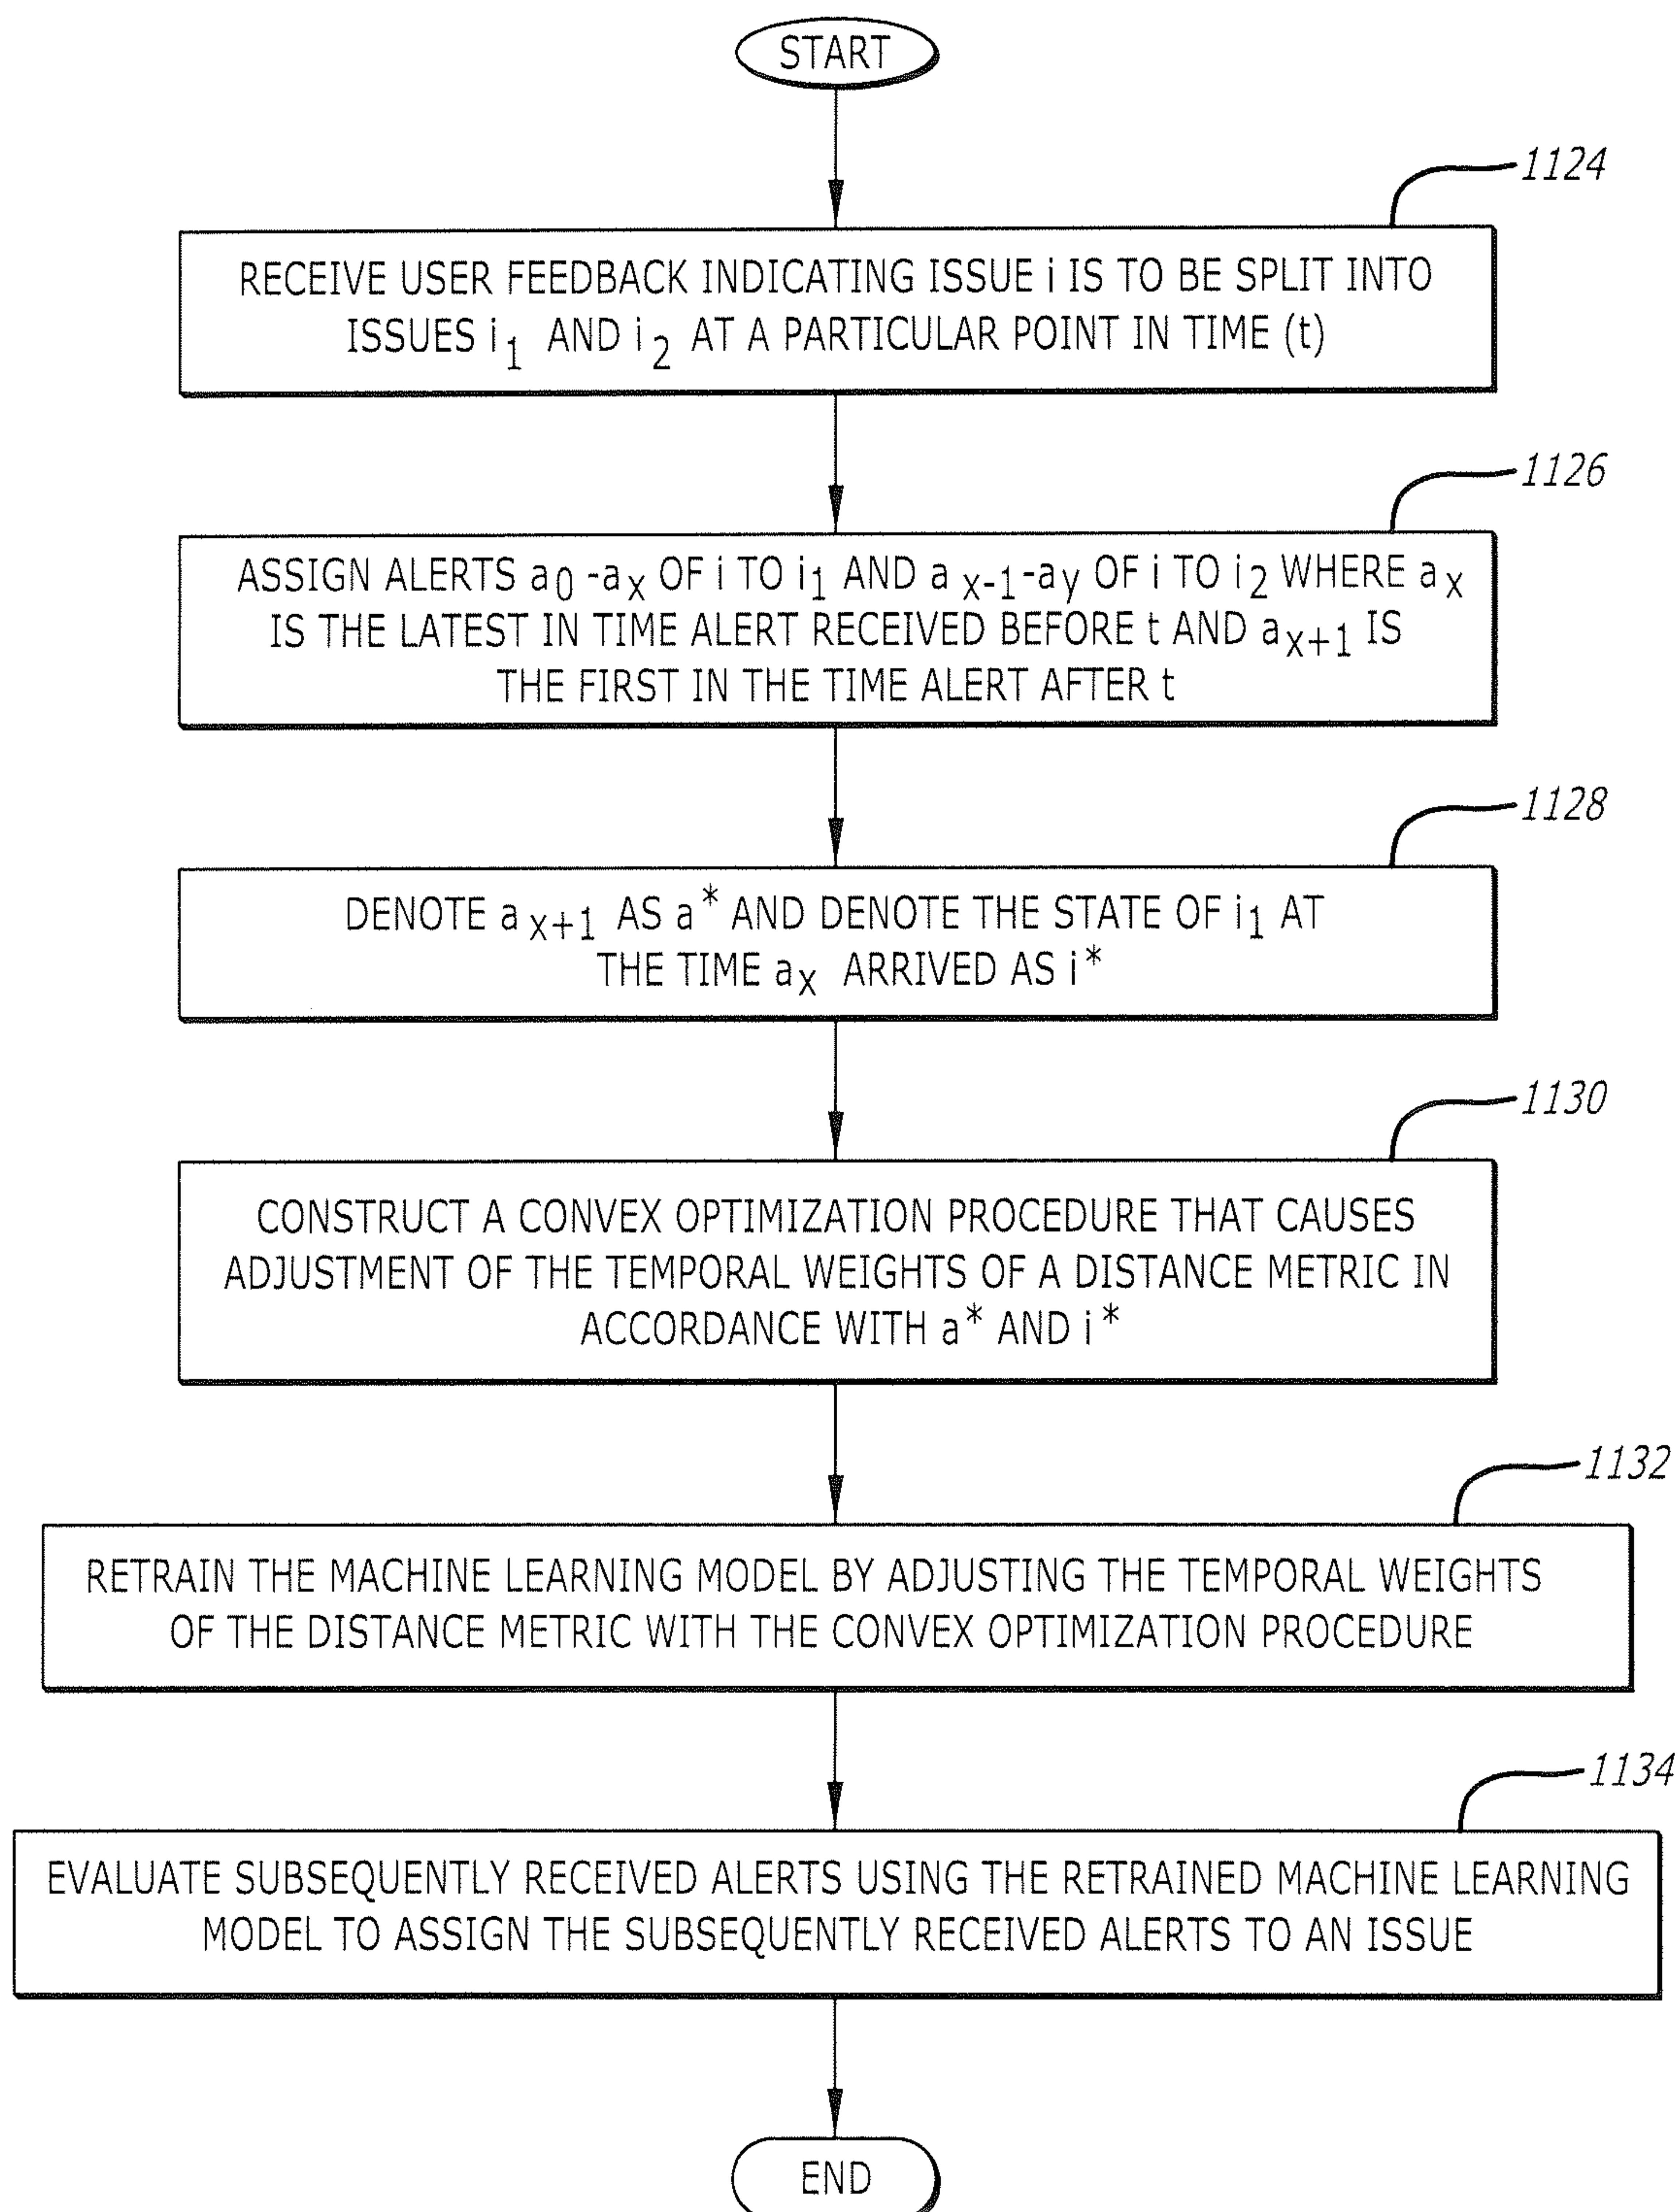 START
1124
RECEIVE USER FEEDBACK INDICATING ISSUE i IS TO BE SPLIT INTO
ISSUES i1 AND i2 AT A PARTICULAR POINT IN TIME (t)
1126
ASSIGN ALERTS a0 -ax OF i TO i1 AND a x-1-ay OF i TO i2 WHERE ax
IS THE LATEST IN TIME ALERT RECEIVED BEFORE t AND ax+1 IS
THE FIRST IN THE TIME ALERT AFTER t
1128
DENOTE a x+1 AS a* AND DENOTE THE STATE OF i1 AT
THE TIME ax ARRIVED AS i*
1130
CONSTRUCT A CONVEX OPTIMIZATION PROCEDURE THAT CAUSES
ADJUSTMENT OF THE TEMPORAL WEIGHTS OF A DISTANCE METRIC IN
ACCORDANCE WITH a* AND i*
1132
RETRAIN THE MACHINE LEARNING MODEL BY ADJUSTING THE TEMPORAL WEIGHTS
OF THE DISTANCE METRIC WITH THE CONVEX OPTIMIZATION PROCEDURE
1134
EVALUATE SUBSEQUENTLY RECEIVED ALERTS USING THE RETRAINED MACHINE LEARNING
MODEL TO ASSIGN THE SUBSEQUENTLY RECEIVED ALERTS TO AN ISSUE
END